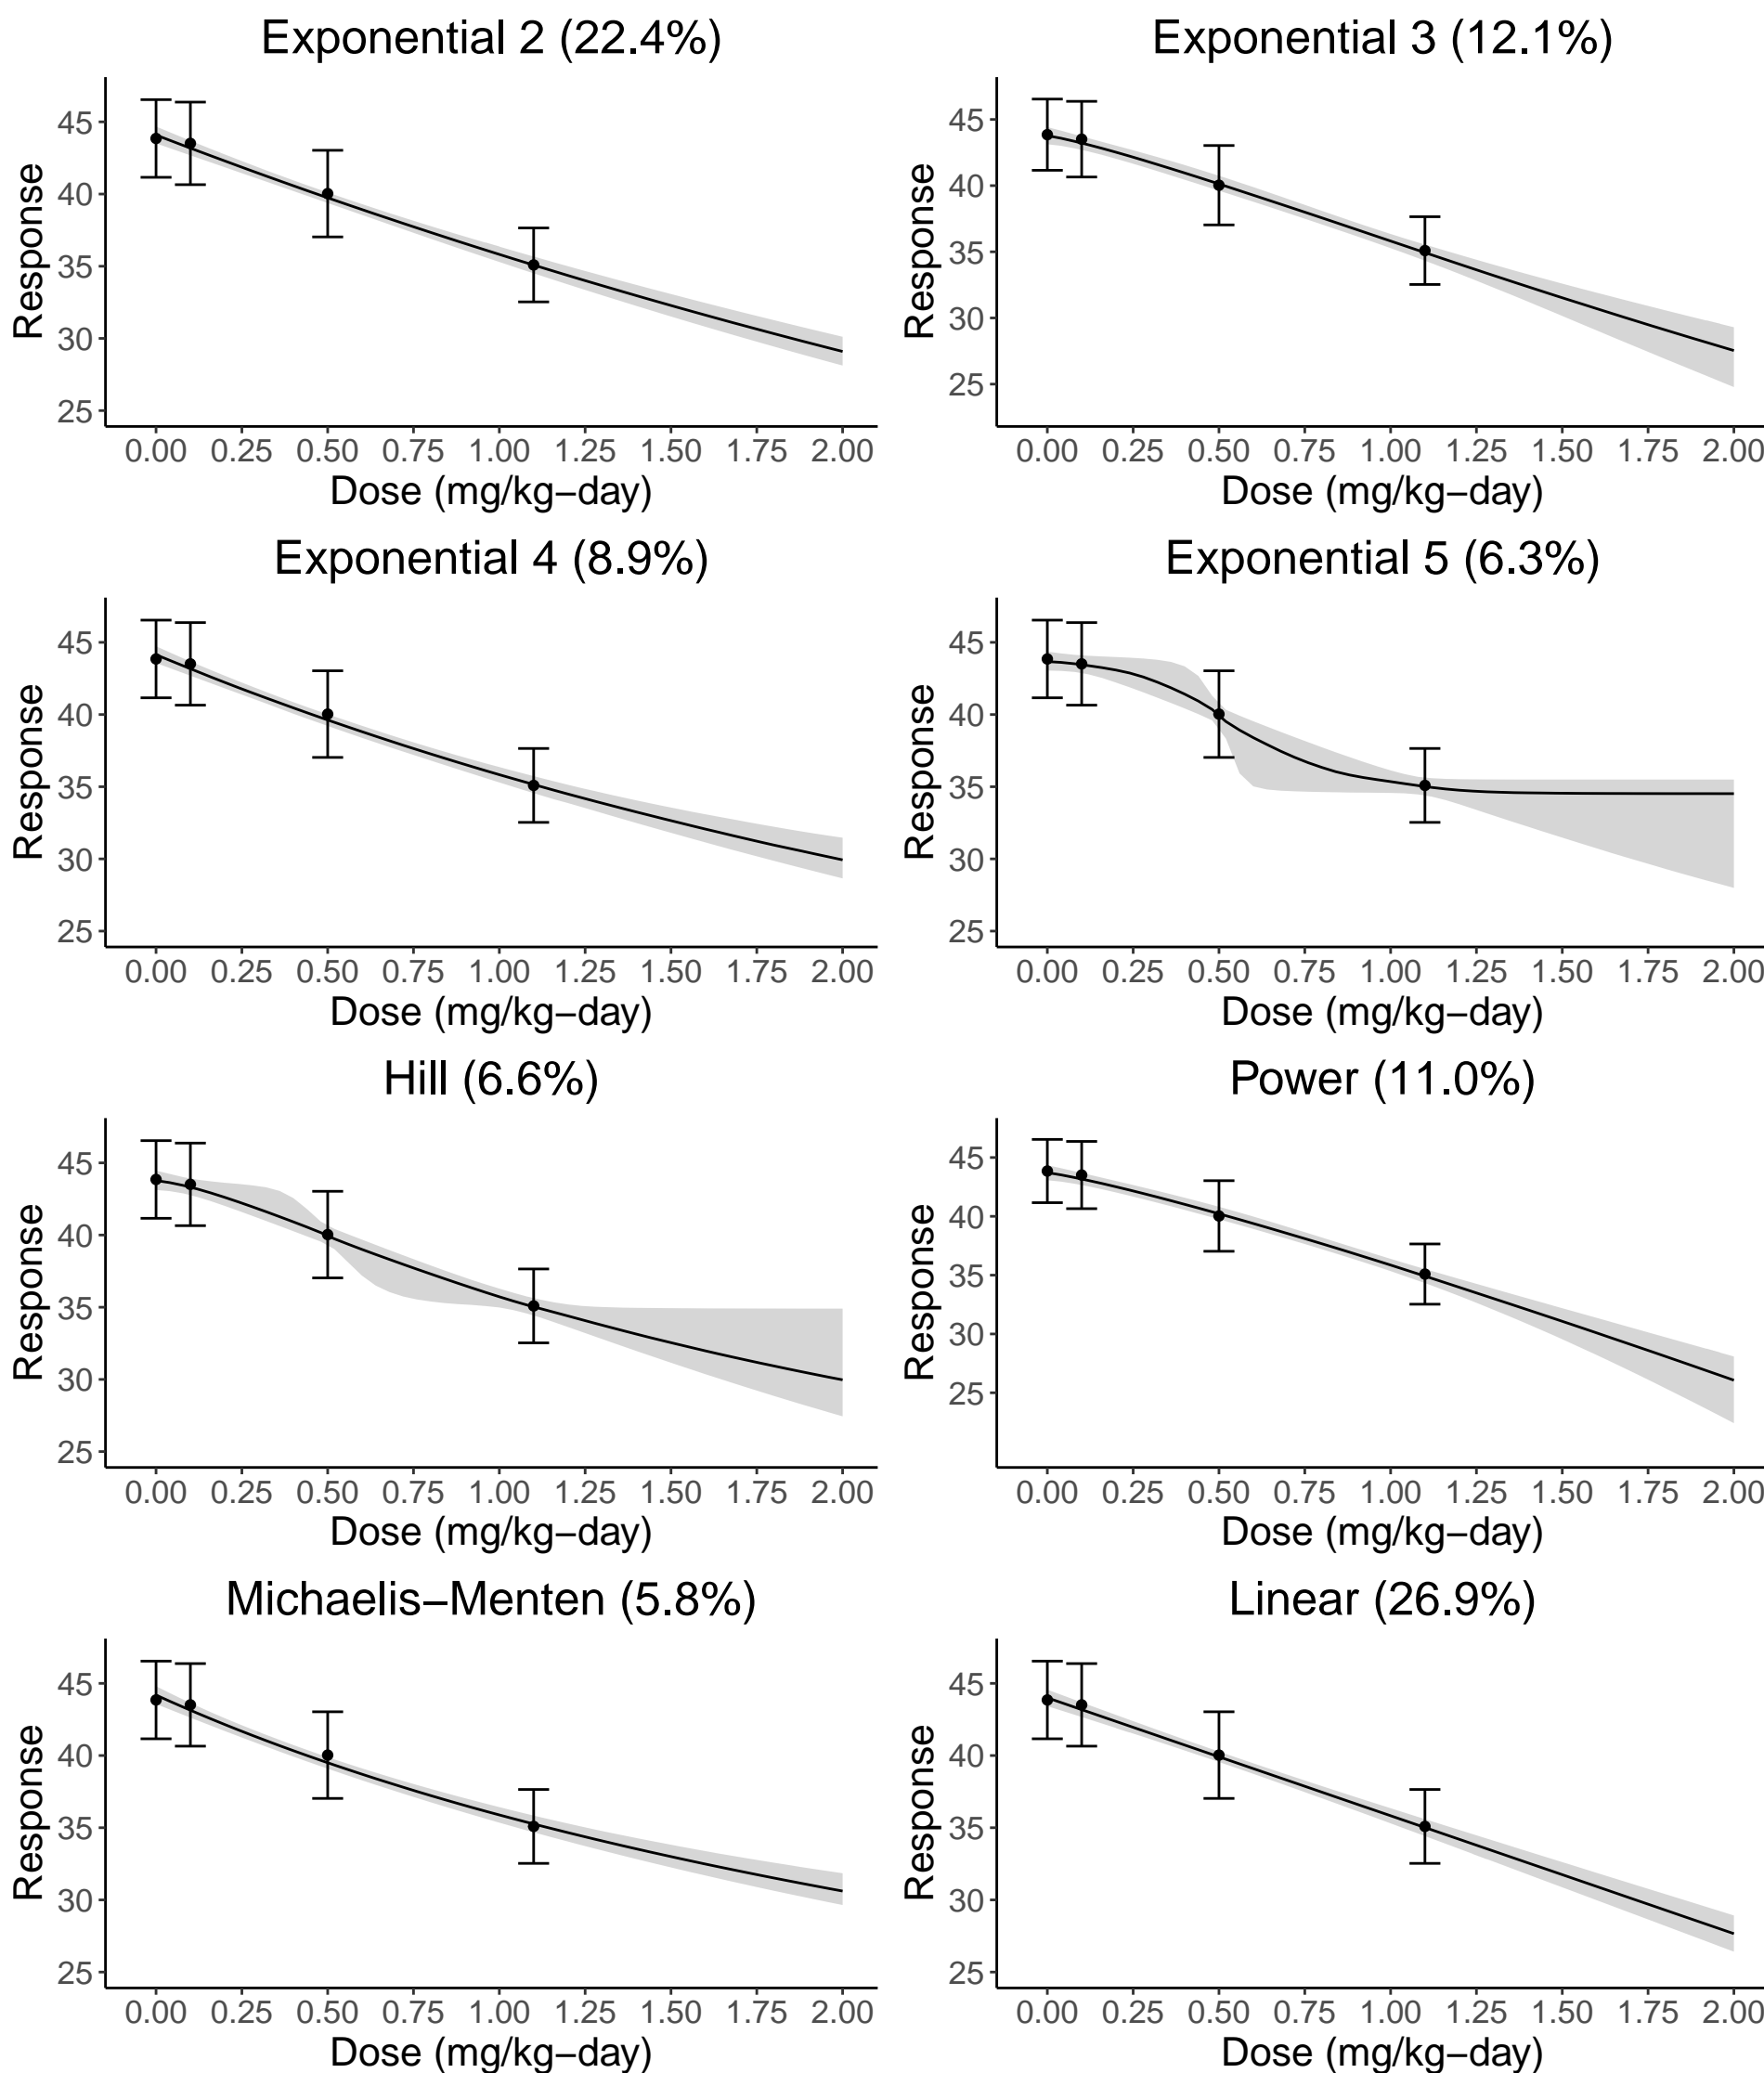 Exponential 2 (22.4%)
Response
45
40
35
30
25
0.00 0.25 0.50 0.75 1.00 1.25 1.50 1.75 2.00
Dose (mg/kg−day)
Exponential 3 (12.1%)
Response
45
40
35
30
25
0.00 0.25 0.50 0.75 1.00 1.25 1.50 1.75 2.00
Dose (mg/kg−day)
Exponential 4 (8.9%)
Response
45
40
35
30
25
0.00 0.25 0.50 0.75 1.00 1.25 1.50 1.75 2.00
Dose (mg/kg−day)
Exponential 5 (6.3%)
Response
45
40
35
30
25
0.00 0.25 0.50 0.75 1.00 1.25 1.50 1.75 2.00
Dose (mg/kg−day)
Hill (6.6%)
Response
45
40
35
30
25
0.00 0.25 0.50 0.75 1.00 1.25 1.50 1.75 2.00
Dose (mg/kg−day)
Power (11.0%)
Response
45
40
35
30
25
0.00 0.25 0.50 0.75 1.00 1.25 1.50 1.75 2.00
Dose (mg/kg−day)
Michaelis−Menten (5.8%)
Response
45
40
35
30
25
0.00 0.25 0.50 0.75 1.00 1.25 1.50 1.75 2.00
Dose (mg/kg−day)
Linear (26.9%)
Response
45
40
35
30
25
0.00 0.25 0.50 0.75 1.00 1.25 1.50 1.75 2.00
Dose (mg/kg−day)